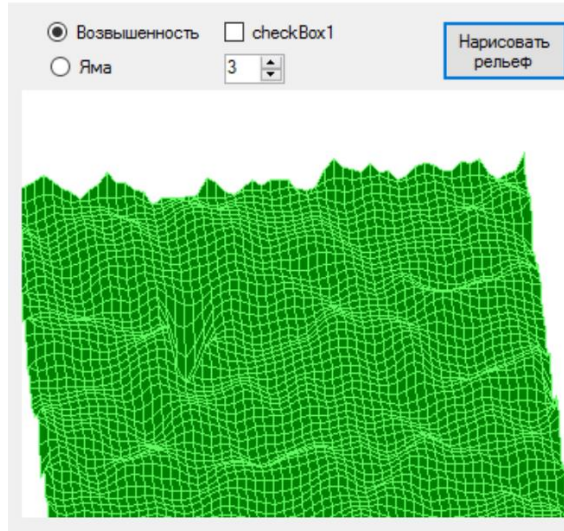 Возвышенность
checkBox1
Яма
3
Нарисовать
рельеф